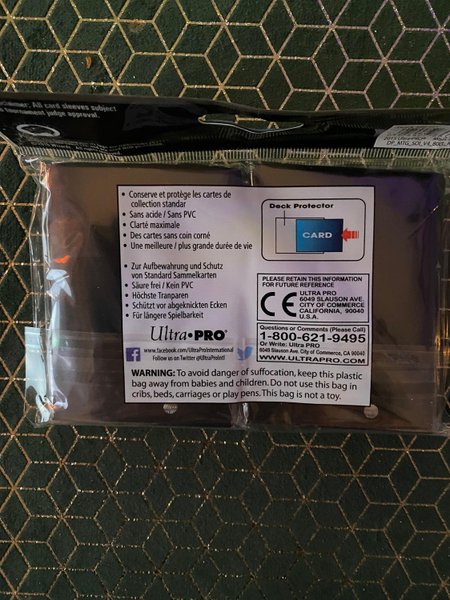 claimer: All card sleeves subject
tournament judge approval.
DP_MTG_SOI_V4_80CT
• Conserve et protège les cartes de
collection standar
• Sans acide / Sans PVC
• Clarté maximale
• Des cartes sans coin corné
• Une meilleure / plus grande durée de vie
• Zur Aufbewahrung und Schutz
von Standard Sammelkarten
• Säure frei / Kein PVC
• Höchste Tranparen
• Schützt vor abgeknickten Ecken
• Für längere Spielbarkeit
Deck Protector
CARD
PLEASE RETAIN THIS INFORMATION
FOR FUTURE REFERENCE
CE
ULTRA PRO
6049 SLAUSON AVE.
CITY OF COMMERCE
CALIFORNIA, 90040
U.S.A.
Questions or Comments (Please Call)
1-800-621-9495
Or Write: Ultra PRO
6049 Slauson Ave. City of Commerce, CA 90040
WWW.ULTRAPRO.COM
Ultra•PRO®
www.facebook.com/UltraProInternational
Follow us on Twitter @UltraProIntl
WARNING: To avoid danger of suffocation, keep this plastic
bag away from babies and children. Do not use this bag in
cribs, beds, carriages or play pens. This bag is not a toy.